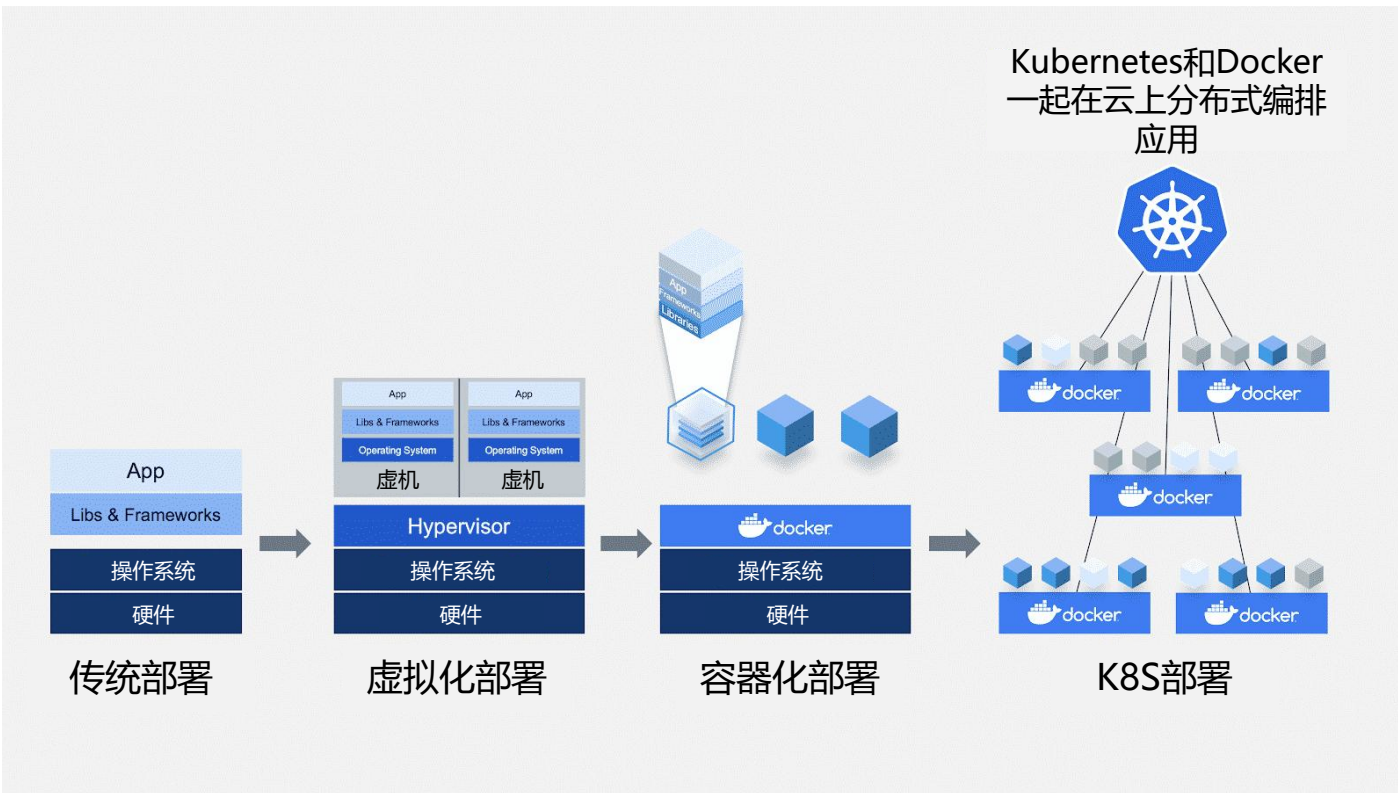 Kubernetes和Docker
一起在云上分布式编排
应用
App
Frameworks
Libraries
App
App
Libs & Frameworks
Libs & Frameworks
Operating System
Operating System
虚机
虚机
docker
docker
docker
docker
docker
App
Libs & Frameworks
操作系统
硬件
Hypervisor
操作系统
硬件
docker
操作系统
硬件
传统部署
虚拟化部署
容器化部署
K8S部署